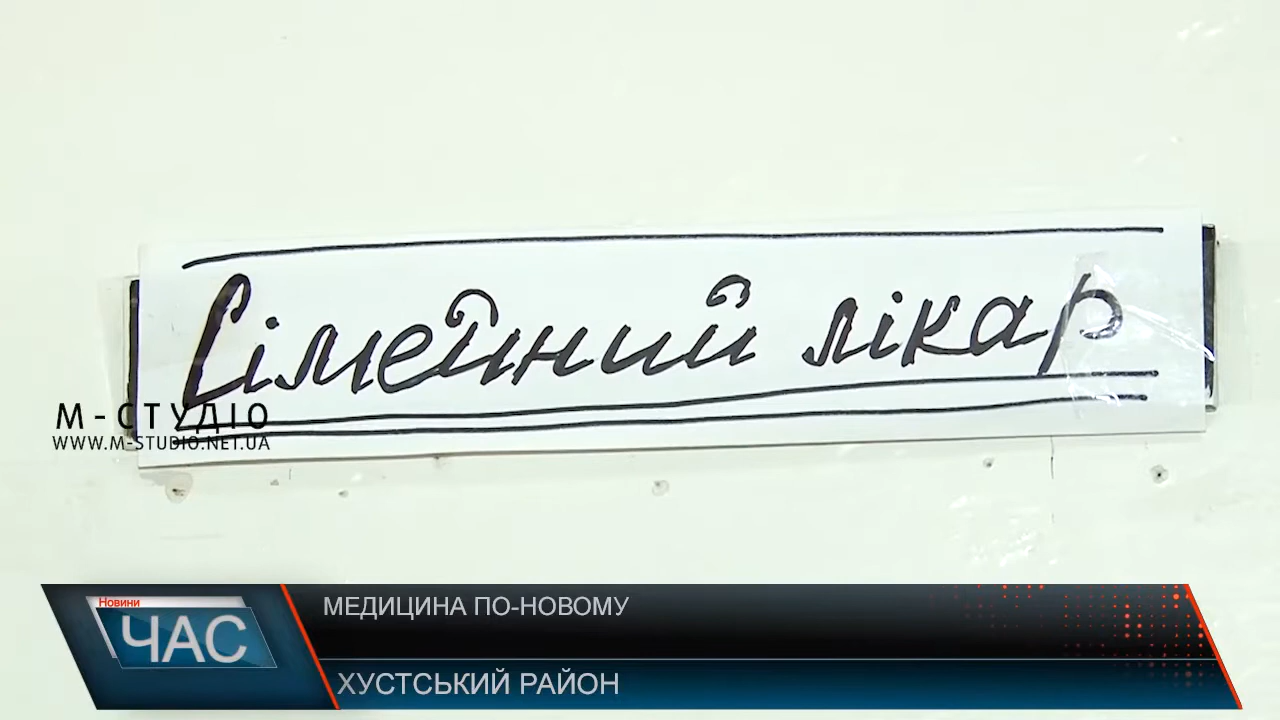 Сімейний лікар
М-СТУДІО
WWW.M-STUDIO.NET.UA
Новини
ЧАС
МЕДИЦИНА ПО-НОВОМУ
ХУСТСЬКИЙ РАЙОН